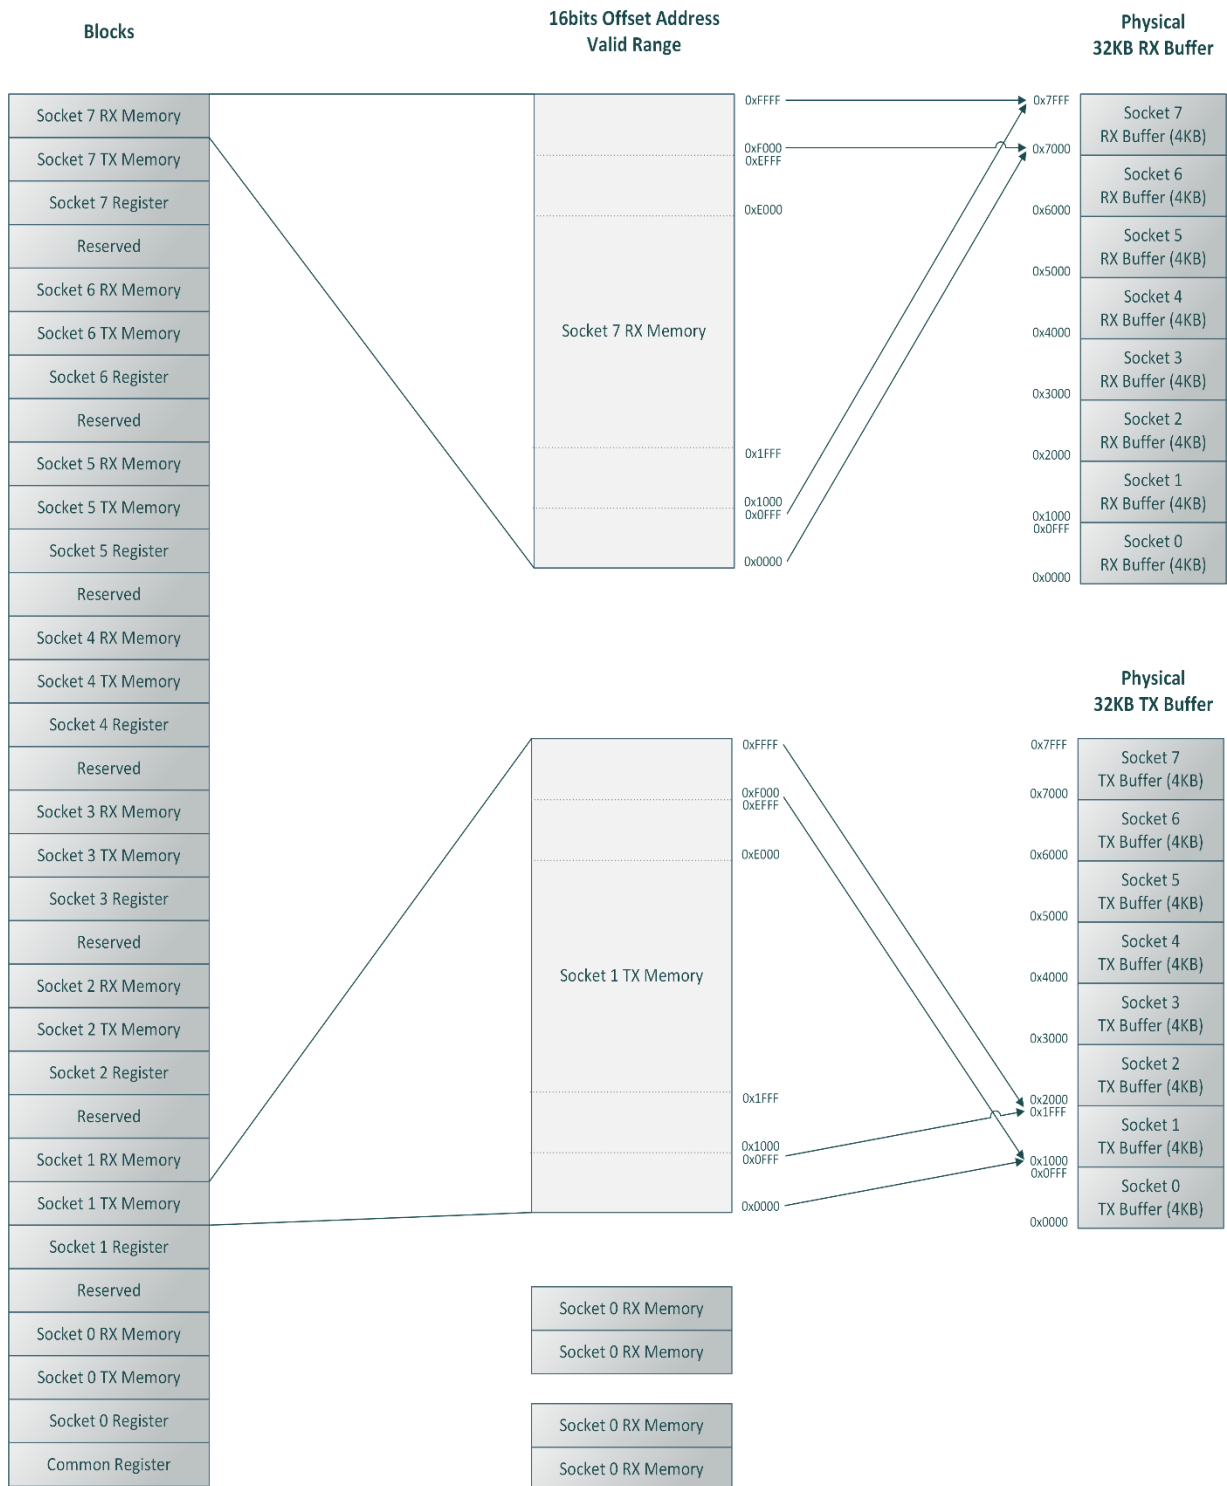 Blocks
16bits Offset Address
Valid Range
Physical
32KB RX Buffer
Socket 7 RX Memory
Socket 7 TX Memory
Socket 7 Register
Reserved
Socket 6 RX Memory
Socket 6 TX Memory
Socket 6 Register
Reserved
Socket 5 RX Memory
Socket 5 TX Memory
Socket 5 Register
Reserved
Socket 4 RX Memory
Socket 4 TX Memory
Socket 4 Register
Reserved
Socket 3 RX Memory
Socket 3 TX Memory
Socket 3 Register
Reserved
Socket 2 RX Memory
Socket 2 TX Memory
Socket 2 Register
Reserved
Socket 1 RX Memory
Socket 1 TX Memory
Socket 1 Register
Reserved
Socket 0 RX Memory
Socket 0 TX Memory
Socket 0 Register
Common Register
Socket 7 RX Memory
0xFFFF
0xF000
0xEFFF
0xE000
0x1FFF
0x1000
0x0FFF
0x0000
0x7FFF
0x7000
0x6000
0x5000
0x4000
0x3000
0x2000
0x1000
0x0FFF
0x0000
Socket 7
RX Buffer (4KB)
Socket 6
RX Buffer (4KB)
Socket 5
RX Buffer (4KB)
Socket 4
RX Buffer (4KB)
Socket 3
RX Buffer (4KB)
Socket 2
RX Buffer (4KB)
Socket 1
RX Buffer (4KB)
Socket 0
RX Buffer (4KB)
Physical
32KB TX Buffer
Socket 1 TX Memory
0xFFFF
0xF000
0xEFFF
0xE000
0x1FFF
0x1000
0x0FFF
0x0000
0x7FFF
0x7000
0x6000
0x5000
0x4000
0x3000
0x2000
0x1FFF
0x1000
0x0FFF
0x0000
Socket 7
TX Buffer (4KB)
Socket 6
TX Buffer (4KB)
Socket 5
TX Buffer (4KB)
Socket 4
TX Buffer (4KB)
Socket 3
TX Buffer (4KB)
Socket 2
TX Buffer (4KB)
Socket 1
TX Buffer (4KB)
Socket 0
TX Buffer (4KB)
Socket 0 RX Memory
Socket 0 RX Memory
Socket 0 RX Memory
Socket 0 RX Memory